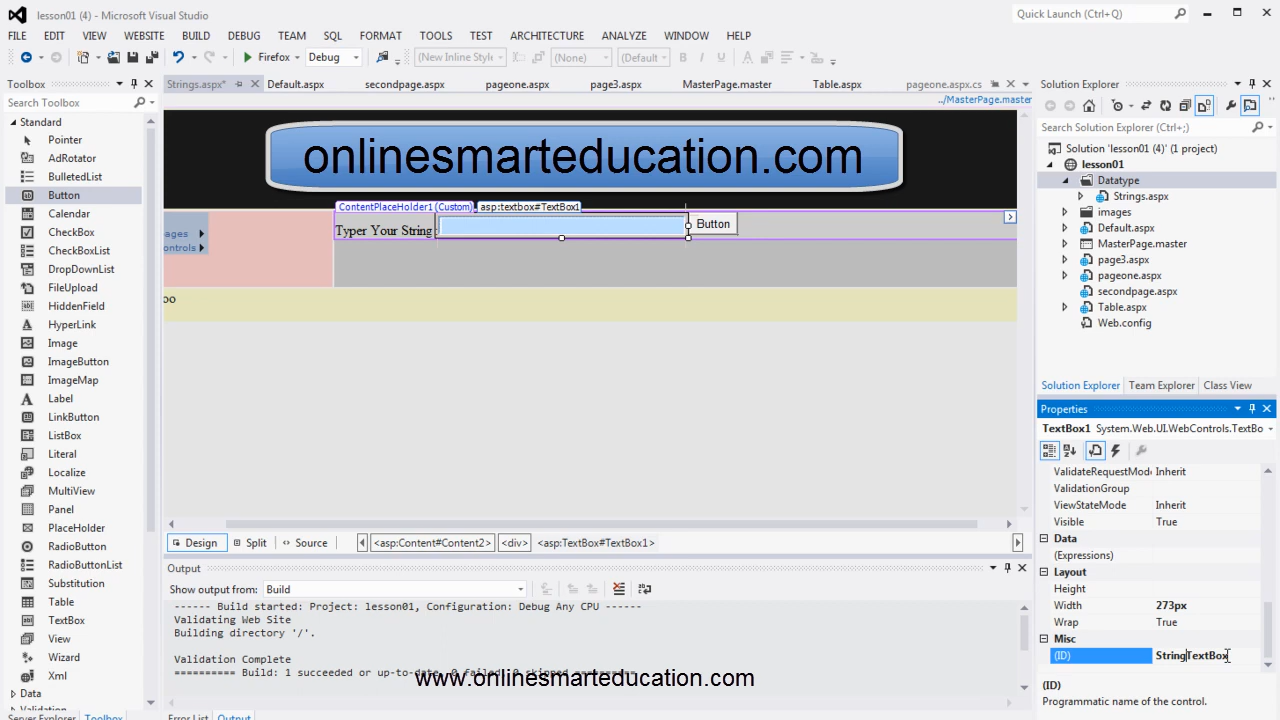 lesson01 (4) - Microsoft Visual Studio
Quick Launch (Ctrl+Q)
FILE EDIT VIEW WEBSITE BUILD DEBUG TEAM SQL FORMAT TOOLS TEST ARCHITECTURE ANALYZE WINDOW HELP
Firefox Debug (New Inline Style (None) (Default B I U A
Toolbox
Strings.aspx* Default.aspx secondpage.aspx pageone.aspx page3.aspx MasterPage.master Table.aspx pageone.aspx.cs
../MasterPage.master
Search Toolbox
Standard
Pointer
AdRotator
BulletedList
Button
Calendar
CheckBox
CheckBoxList
DropDownList
FileUpload
HiddenField
HyperLink
Image
ImageButton
ImageMap
Label
LinkButton
ListBox
Literal
Localize
MultiView
Panel
PlaceHolder
RadioButton
RadioButtonList
Substitution
Table
TextBox
View
Wizard
Xml
Data
Validation
Server Explorer Toolbox
onlinesmarteducation.com
ContentPlaceHolder1 (Custom) asp:textbox#TextBox1
Typer Your String: Button
ages
ontrols
oo
Design Split Source <asp:Content#Content2> <div> <asp:TextBox#TextBox1>
Output
Show output from: Build
------ Build started: Project: lesson01, Configuration: Debug Any CPU ------
Validating Web Site
Building directory '/'.
Validation Complete
========== Build: 1 succeeded or up-to-date,
www.onlinesmarteducation.com
Error List Output
Solution Explorer
Search Solution Explorer (Ctrl+;)
Solution 'lesson01 (4)' (1 project)
lesson01
Datatype
Strings.aspx
images
Default.aspx
MasterPage.master
page3.aspx
pageone.aspx
secondpage.aspx
Table.aspx
Web.config
Solution Explorer Team Explorer Class View
Properties
TextBox1 System.Web.UI.WebControls.TextBo
ValidateRequestMod Inherit
ValidationGroup
ViewStateMode Inherit
Visible True
Data
(Expressions)
Layout
Height
Width 273px
Wrap True
Misc
(ID) StringTextBox
(ID)
Programmatic name of the control.